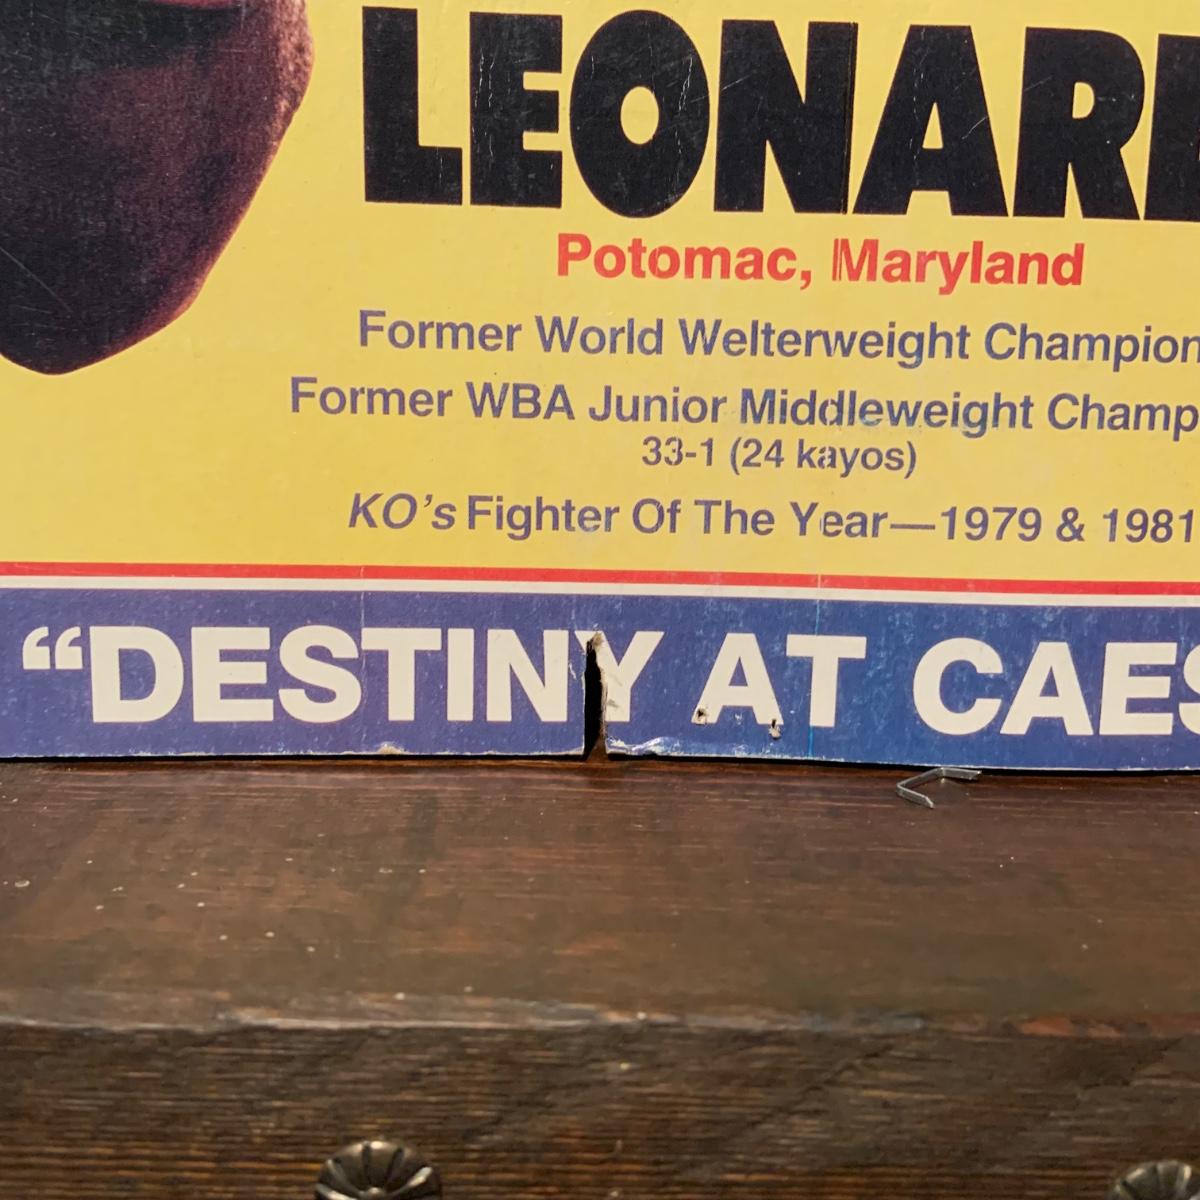 LEONARD
Potomac, Maryland
Former World Welterweight Champion
Former WBA Junior Middleweight Champ
33-1 (24 kayos)
KO's Fighter Of The Year—1979 & 1981
“DESTINY AT CAES